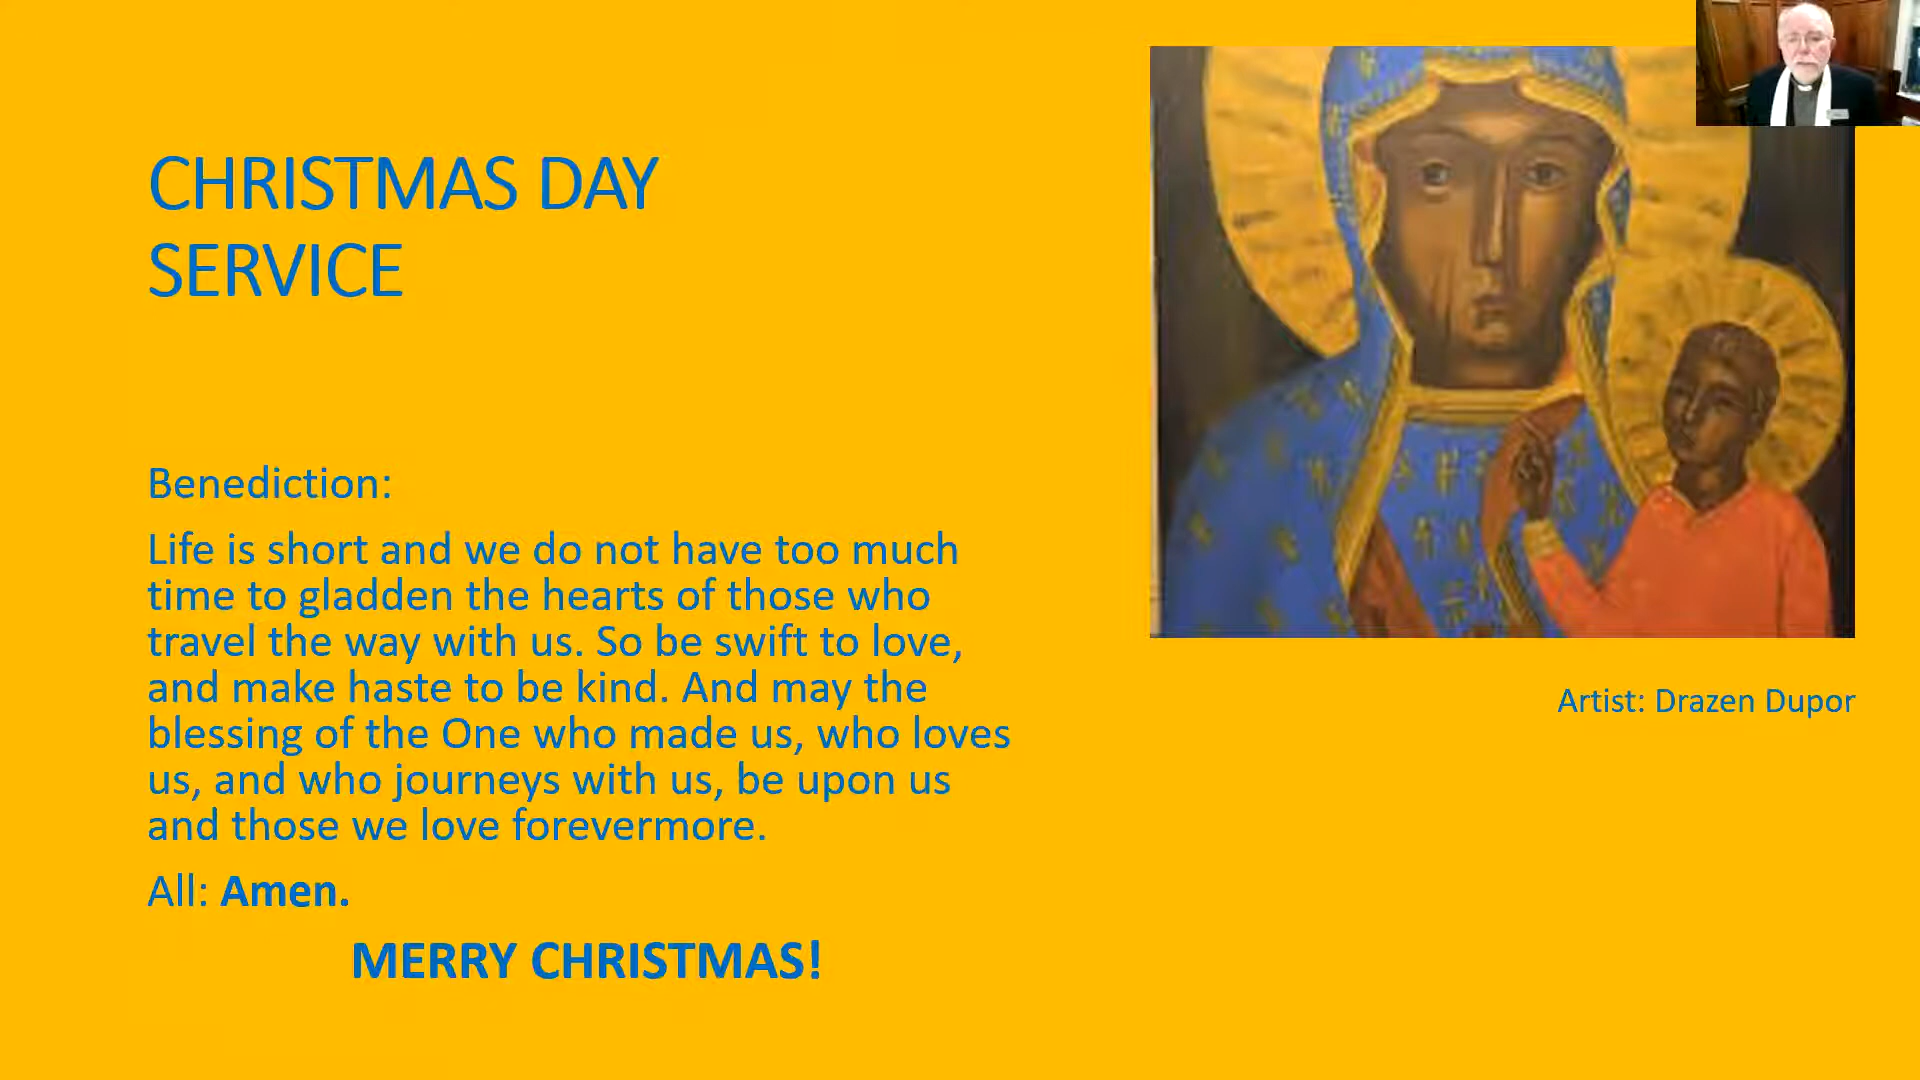 CHRISTMAS DAY
SERVICE
Benediction:
Life is short and we do not have too much
time to gladden the hearts of those who
travel the way with us. So be swift to love,
and make haste to be kind. And may the
blessing of the One who made us, who loves
us, and who journeys with us, be upon us
and those we love forevermore.
All: Amen.
MERRY CHRISTMAS!
Artist: Drazen Dupor